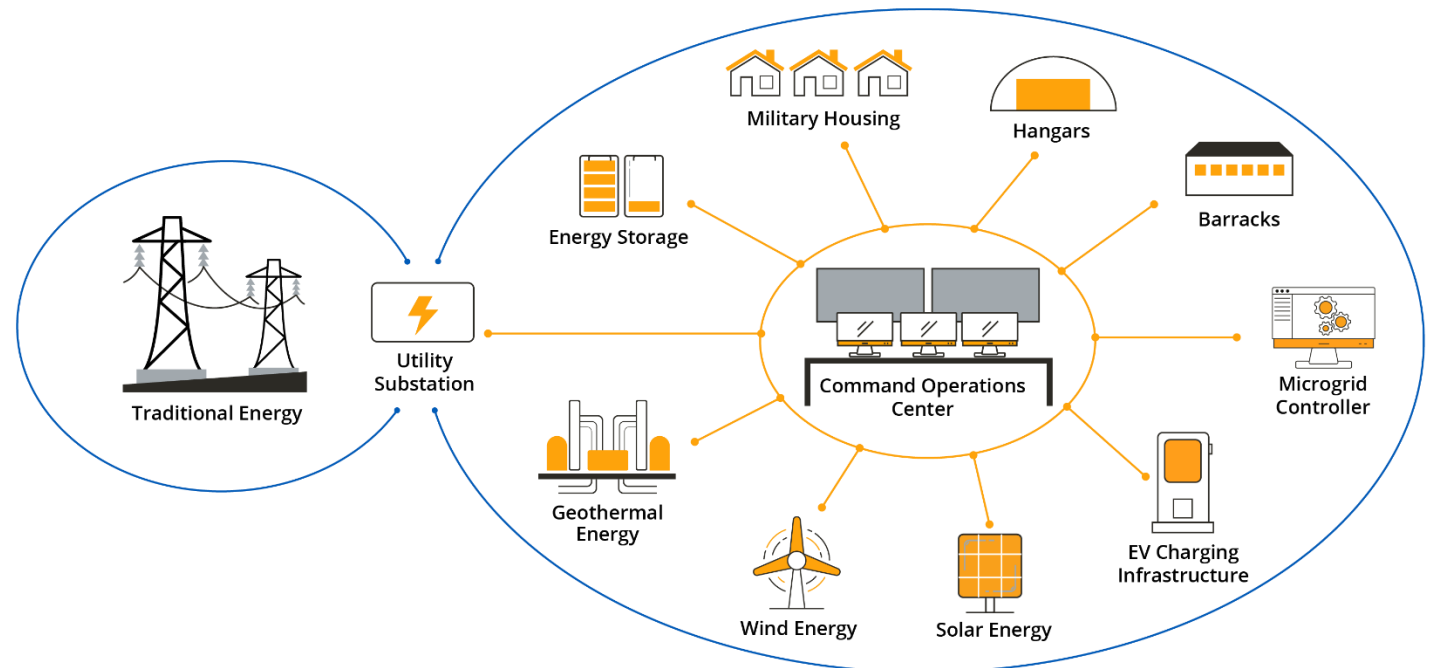 Military Housing
Hangars
Barracks
Energy Storage
Utility
Substation
Traditional Energy
Command Operations
Center
Microgrid
Controller
Geothermal
Energy
EV Charging
Infrastructure
Wind Energy
Solar Energy